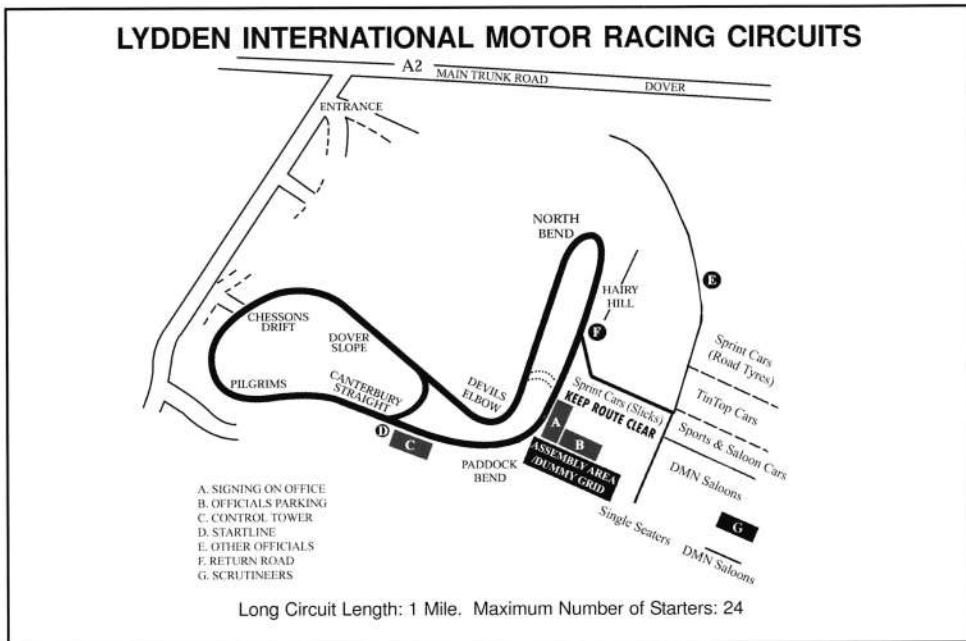 LYDDEN INTERNATIONAL MOTOR RACING CIRCUITS
A2
MAIN TRUNK ROAD
DOVER
ENTRANCE
NORTH
BEND
E
HAIRY
HILL
F
CHESSONS
DRIFT
DOVER
SLOPE
Sprint Cars
(Road Tyres)
PILGRIMS
CANTERBURY
STRAIGHT
DEVILS
ELBOW
Sprint Cars (Slicks)
KEEP ROUTE CLEAR
TinTop Cars
Sports & Saloon Cars
D
C
A
B
PADDOCK
BEND
ASSEMBLY AREA
/DUMMY GRID
DMN Saloons
Single Seaters
G
DMN Saloons
A. SIGNING ON OFFICE
B. OFFICIALS PARKING
C. CONTROL TOWER
D. STARTLINE
E. OTHER OFFICIALS
F. RETURN ROAD
G. SCRUTINEERS
Long Circuit Length: 1 Mile. Maximum Number of Starters: 24